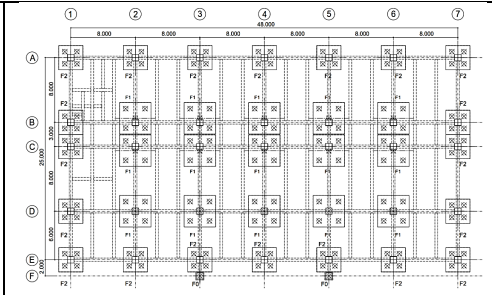 1 2 3 4 5 6 7
48.000
8.000 8.000 8.000 8.000 8.000 8.000
A
F2 F2 F2 F2 F2 F2 F2
8.000
F2 F1 F1 F1 F1 F1 F2
B
3.000
C
25.000
F2 F1 F1 F1 F1 F1 F2
8.000
D
F2 F1 F1 F1 F1 F1 F2
6.000
F2 F2
E
2.000
F
F2 F2 F0 F2 F0 F2 F2